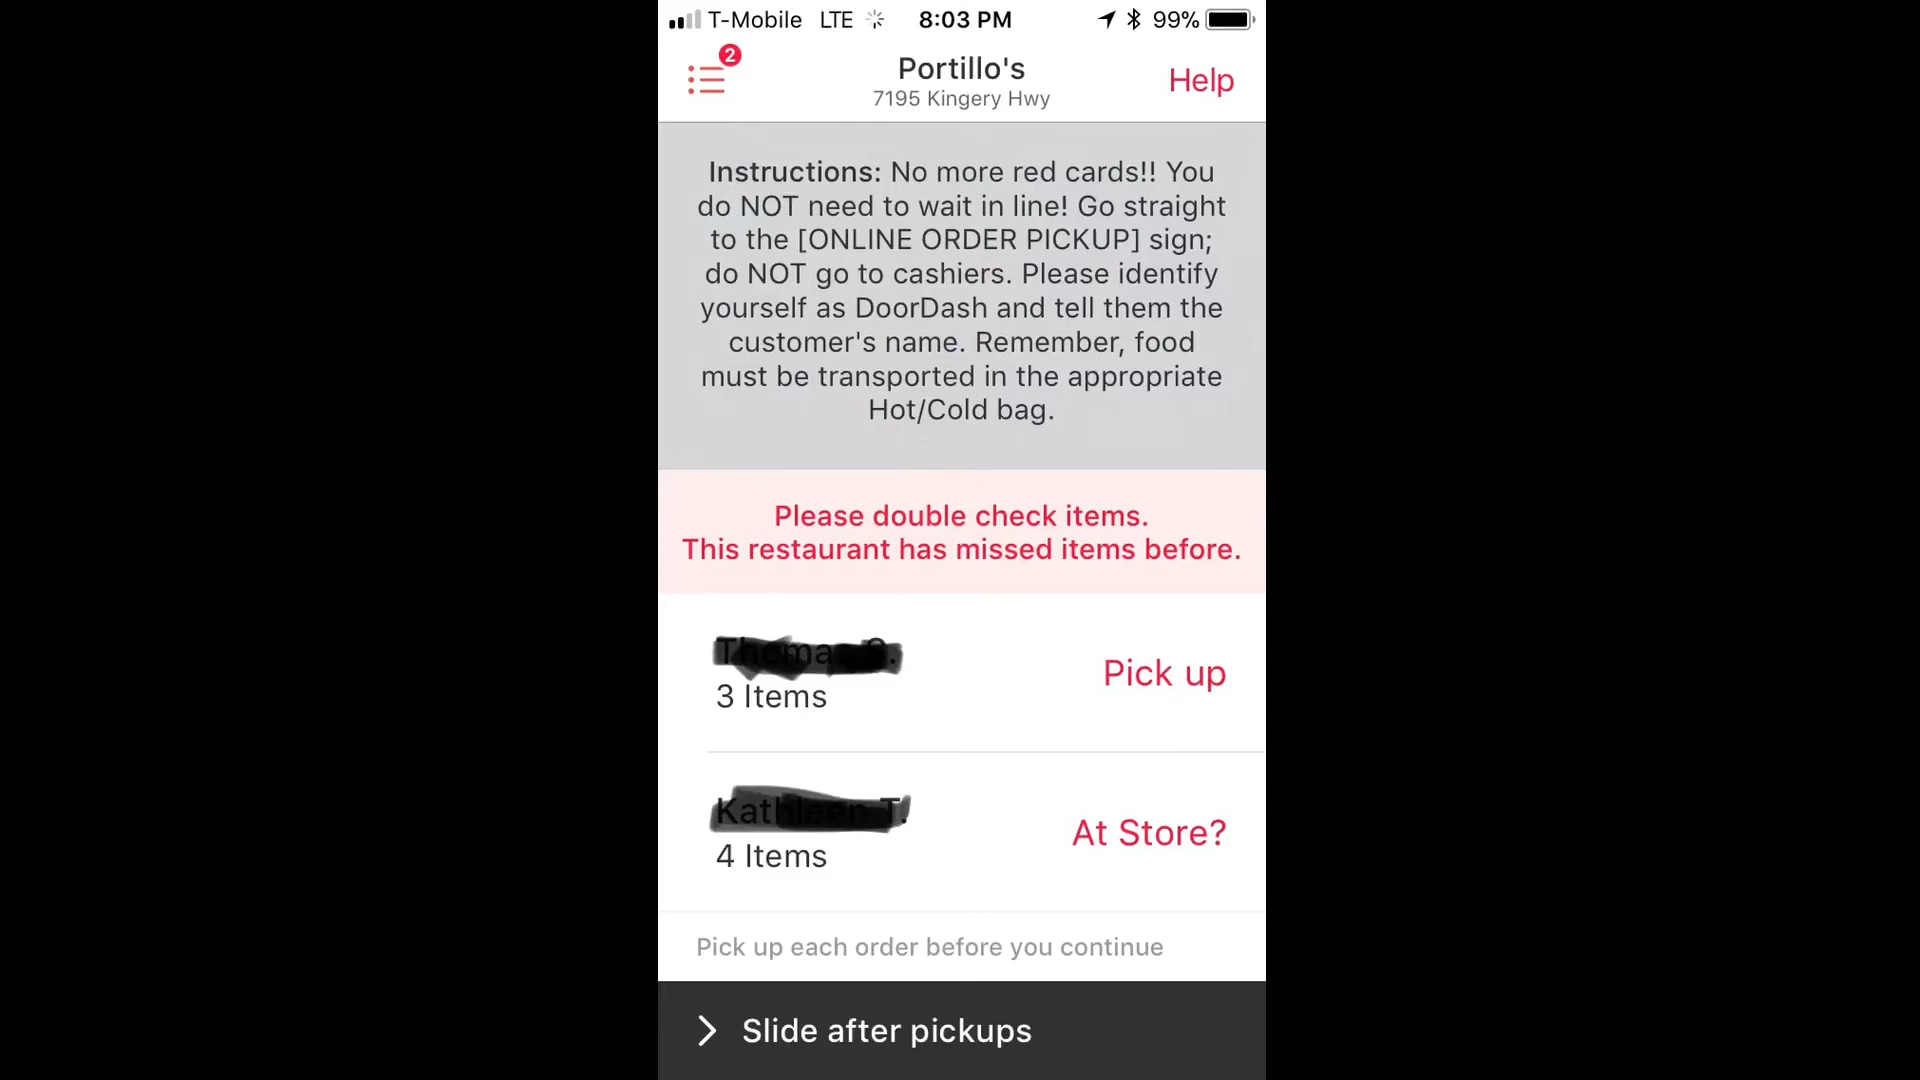 T-Mobile LTE 8:03 PM 99%
2
Portillo's
7195 Kingery Hwy
Help
Instructions: No more red cards!! You
do NOT need to wait in line! Go straight
to the [ONLINE ORDER PICKUP] sign;
do NOT go to cashiers. Please identify
yourself as DoorDash and tell them the
customer's name. Remember, food
must be transported in the appropriate
Hot/Cold bag.
Please double check items.
This restaurant has missed items before.
3 Items
Pick up
4 Items
At Store?
Pick up each order before you continue
Slide after pickups